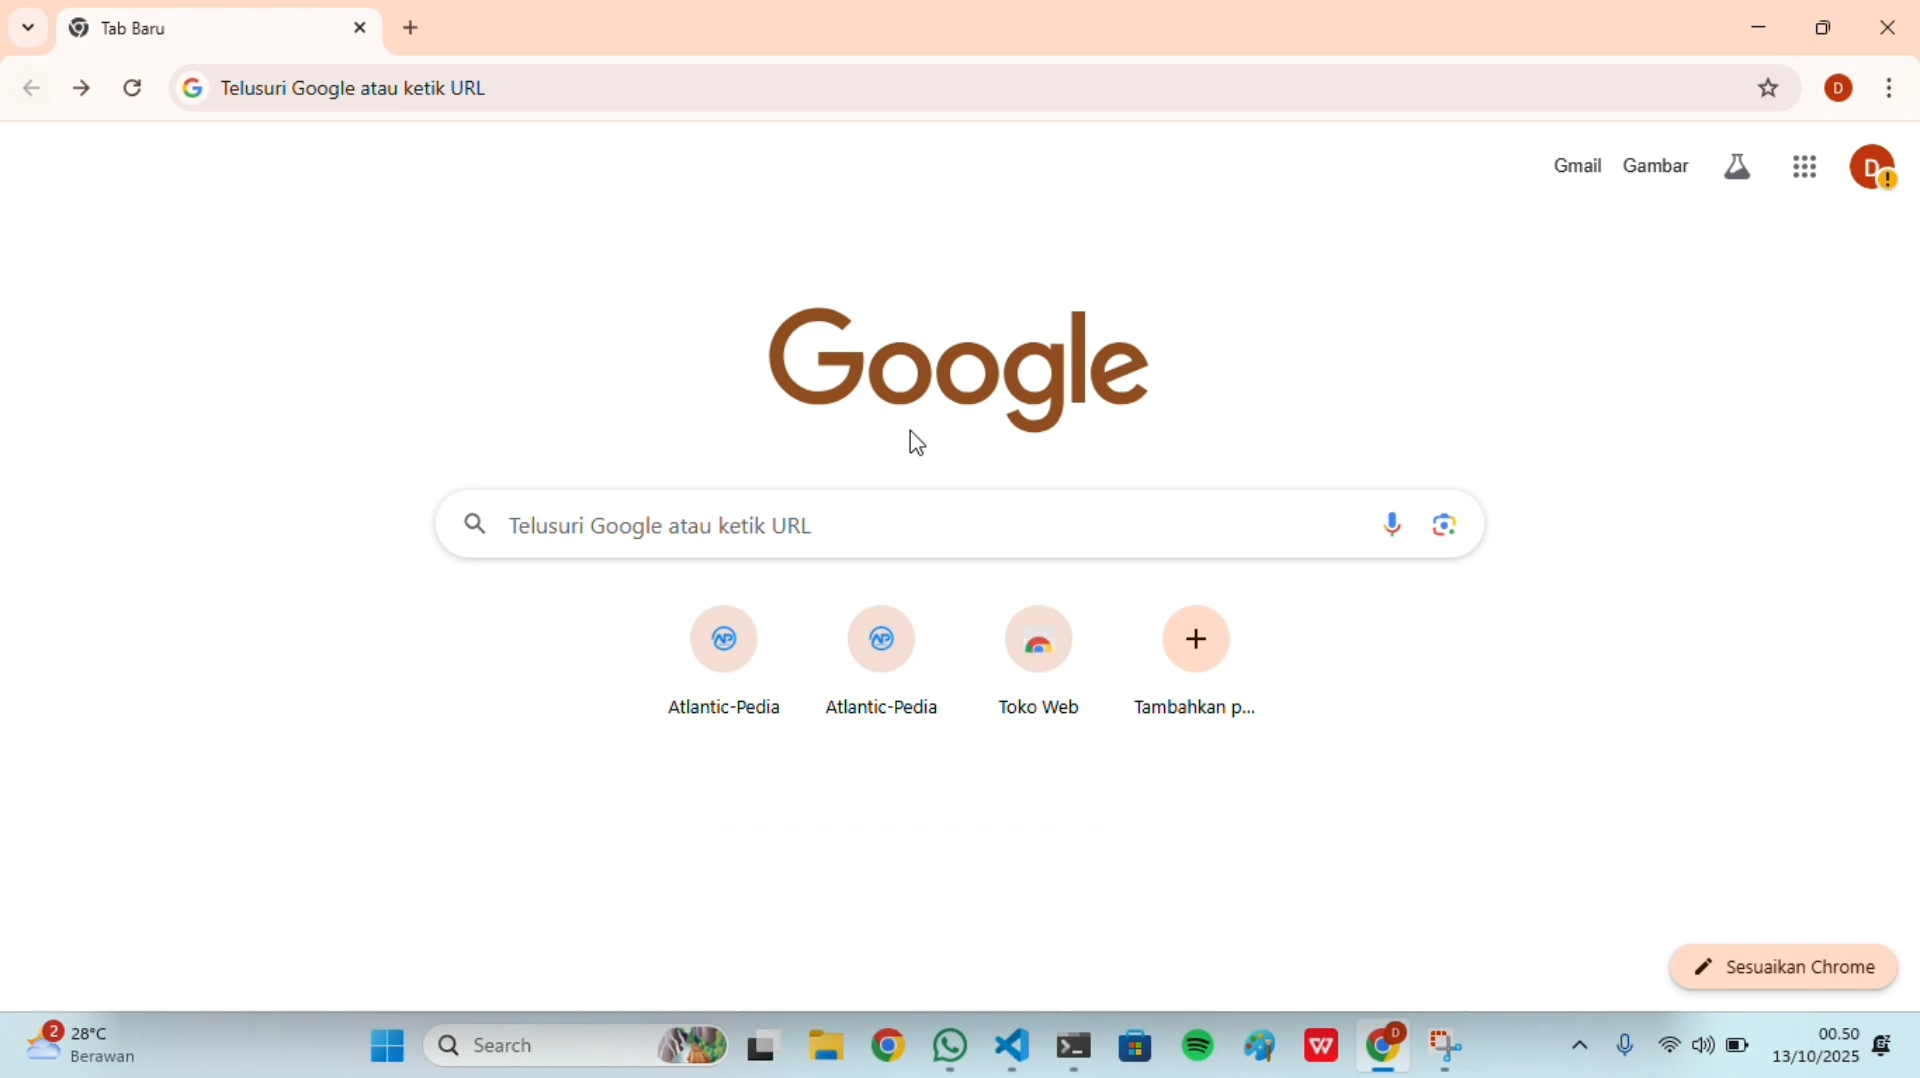 Tab Baru
Telusuri Google atau ketik URL
D
Gmail Gambar
D
Google
Telusuri Google atau ketik URL
Atlantic-Pedia Atlantic-Pedia Toko Web Tambahkan p...
Sesuaikan Chrome
2 28°C
Berawan
Search
W
D
00.50
13/10/2025